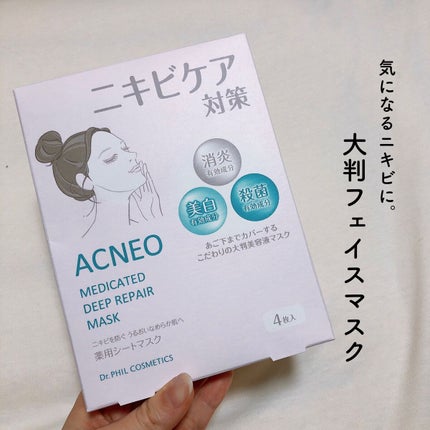 ニキビケア
対策
消炎
有効成分
美白
有効成分
殺菌
有効成分
あご下までカバーする
こだわりの大判美容液マスク
ACNEO
MEDICATED
DEEP REPAIR
MASK
ニキビを防ぐ うるおいなめらか肌へ
薬用シートマスク
Dr.PHIL COSMETICS
4枚入
気になるニキビに。
大判フェイスマスク